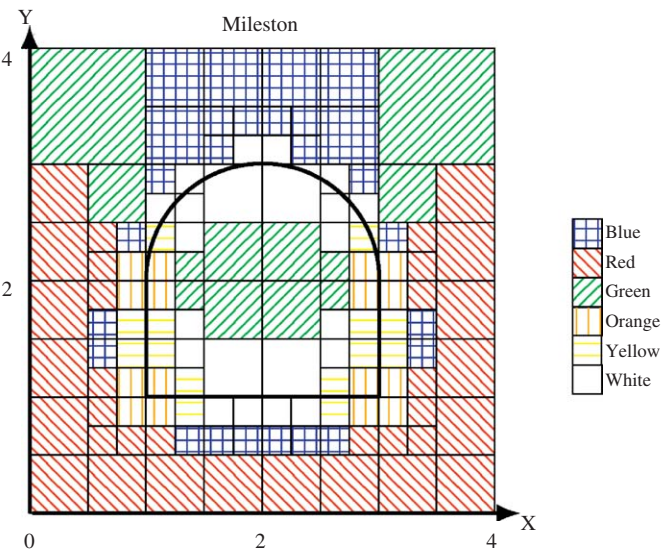 Mileston
Y
4
2
0
2
4
X
Blue
Red
Green
Orange
Yellow
White